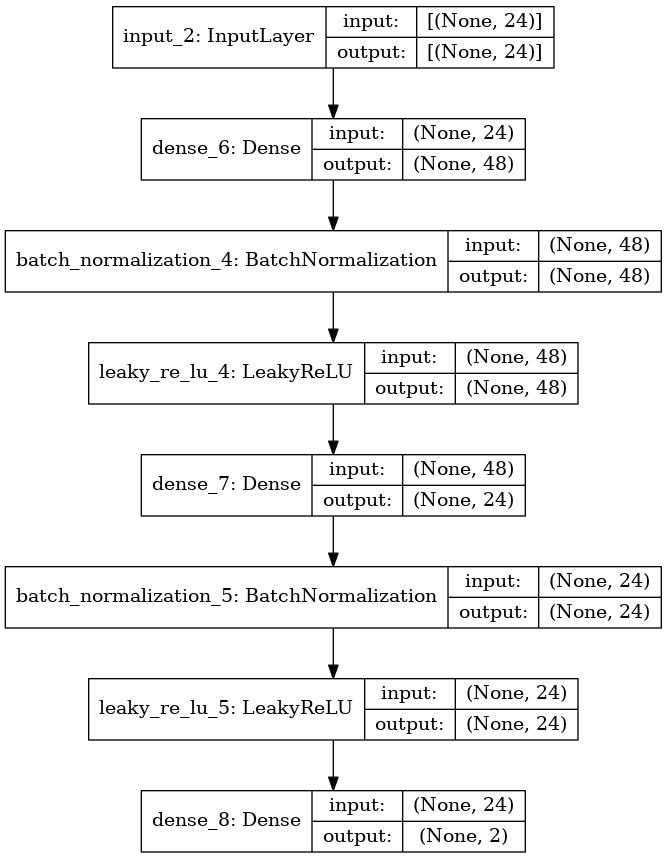 input_2: InputLayer input: [(None, 24)]
output: [(None, 24)]
dense_6: Dense input: (None, 24)
output: (None, 48)
batch_normalization_4: BatchNormalization input: (None, 48)
output: (None, 48)
leaky_re_lu_4: LeakyReLU input: (None, 48)
output: (None, 48)
dense_7: Dense input: (None, 48)
output: (None, 24)
batch_normalization_5: BatchNormalization input: (None, 24)
output: (None, 24)
leaky_re_lu_5: LeakyReLU input: (None, 24)
output: (None, 24)
dense_8: Dense input: (None, 24)
output: (None, 2)